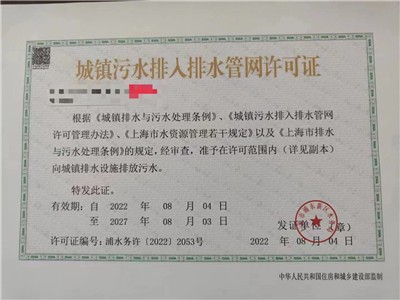 城镇污水排入排水管网许可证
根据《城镇排水与污水处理条例》、《城镇污水排入排水管网
许可管理办法》、《上海市水资源管理若干规定》以及《上海市排水
与污水处理条例》的规定，经审查，准予在许可范围内（详见副本）
向城镇排水设施排放污水。
特发此证。
有效期：自 2022 年 08 月 04 日
至 2027 年 08 月 03 日
发证单位（章）
许可证编号：浦水务许〔2022〕2053号
2022 年 08 月 04 日
中华人民共和国住房和城乡建设部监制